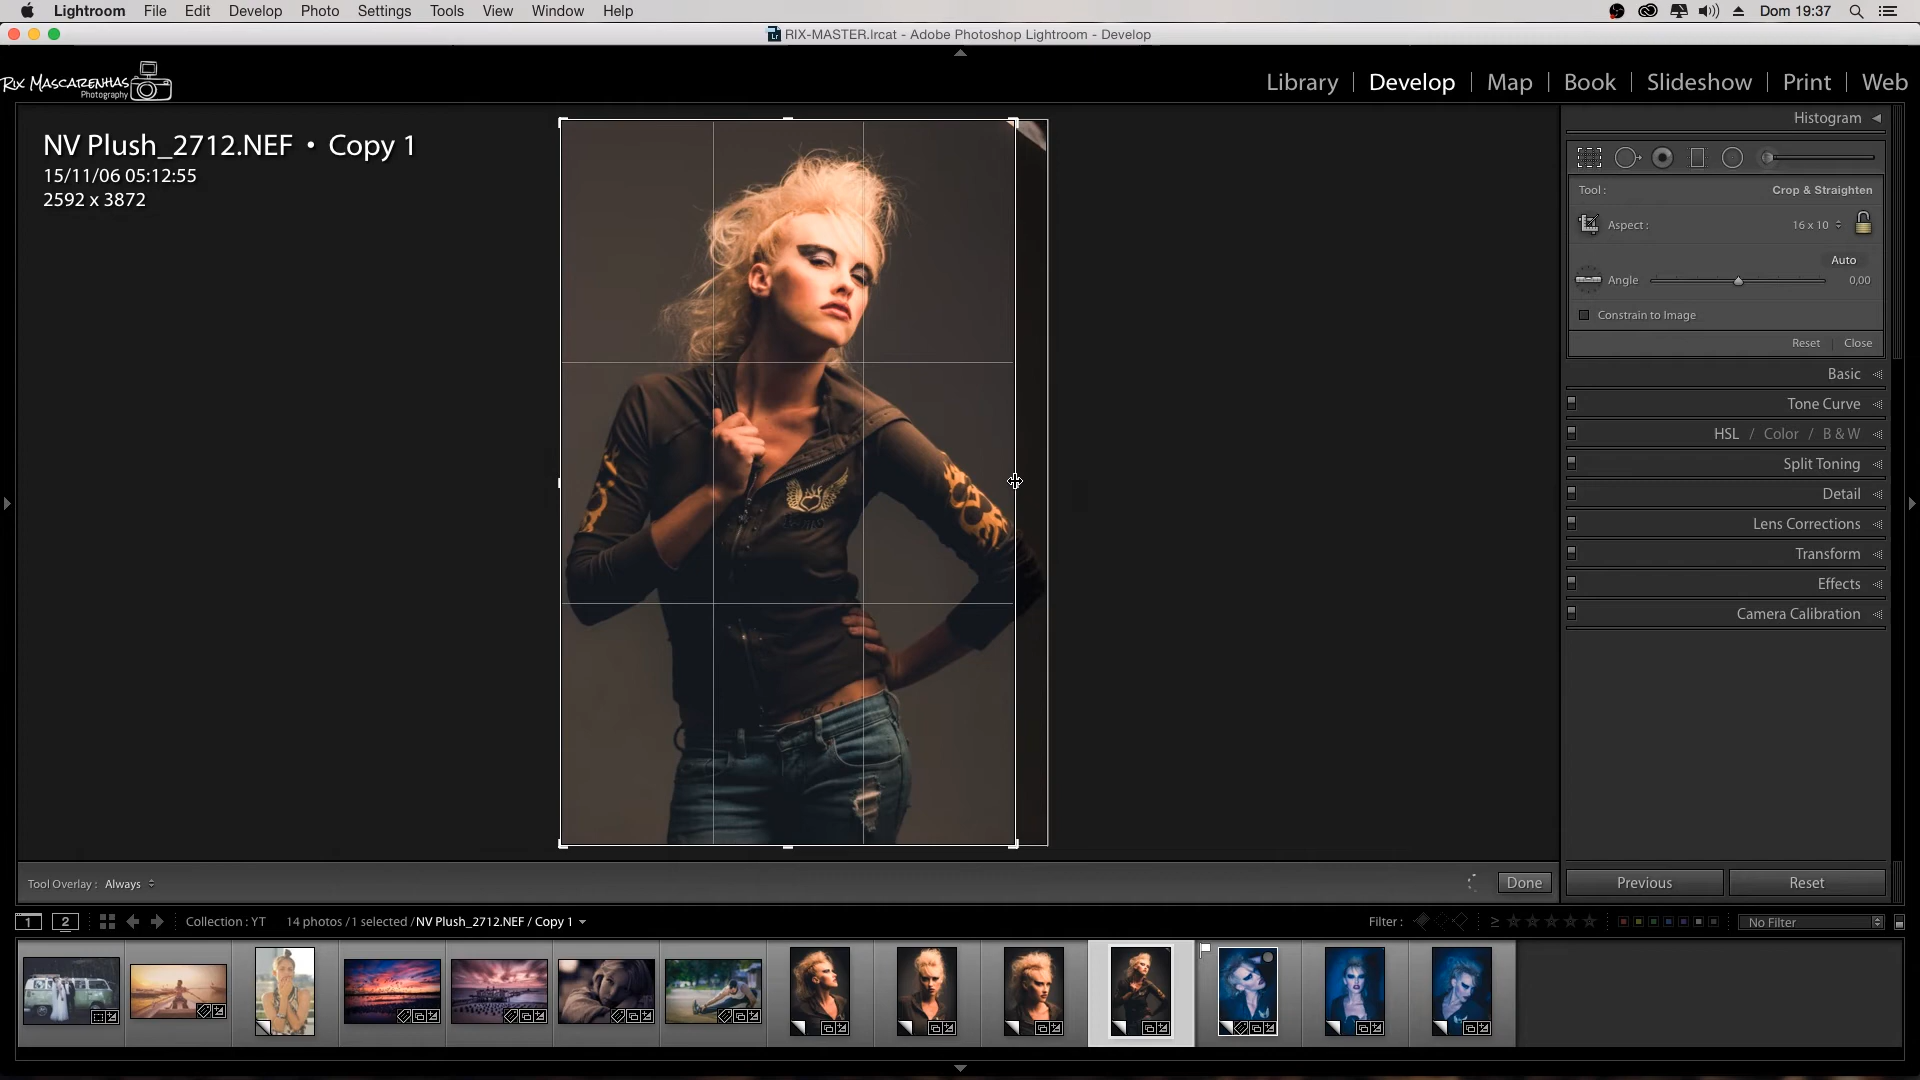 Lightroom File Edit Develop Photo Settings Tools View Window Help Dom 19:37
RIX-MASTER.lrcat - Adobe Photoshop Lightroom - Develop
Rix Mascarenhas
Photography
Library | Develop | Map | Book | Slideshow | Print | Web
NV Plush_2712.NEF • Copy 1
15/11/06 05:12:55
2592 x 3872
Histogram
Tool : Crop & Straighten
Aspect : 16 x 10
Auto
Angle 0,00
Constrain to Image
Reset Close
Basic
Tone Curve
HSL / Color / B & W
Split Toning
Detail
Lens Corrections
Transform
Effects
Camera Calibration
Tool Overlay : Always Done Previous Reset
1 2 Collection : YT 14 photos / 1 selected / NV Plush_2712.NEF / Copy 1 Filter : ≥ No Filter